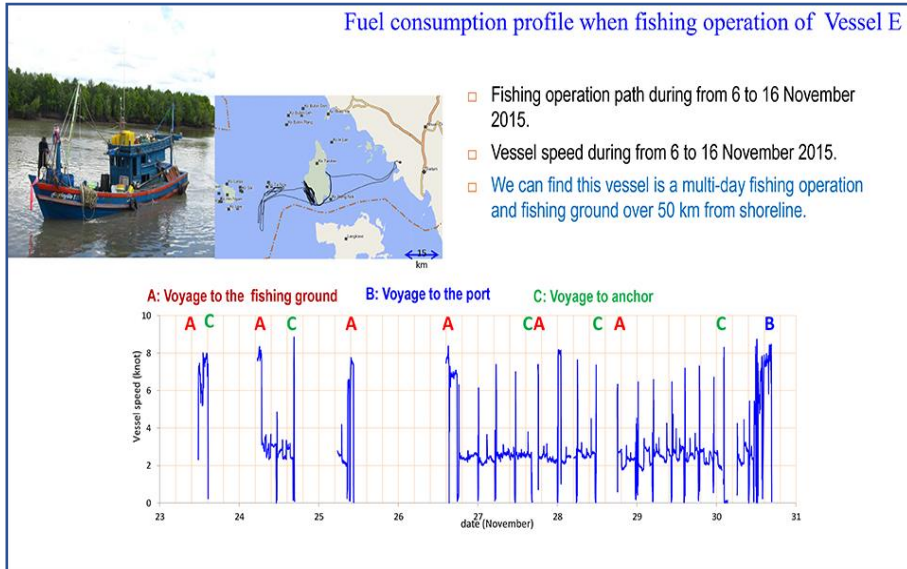 Fuel consumption profile when fishing operation of Vessel E
Fishing operation path during from 6 to 16 November
2015.
Vessel speed during from 6 to 16 November 2015.
We can find this vessel is a multi-day fishing operation
and fishing ground over 50 km from shoreline.
Langkawi
15
km
A: Voyage to the fishing ground
B: Voyage to the port
C: Voyage to anchor
A C A C A A C A C A C B
Vessel speed (knot)
10
8
6
4
2
0
23 24 25 26 27 28 29 30 31
date (November)